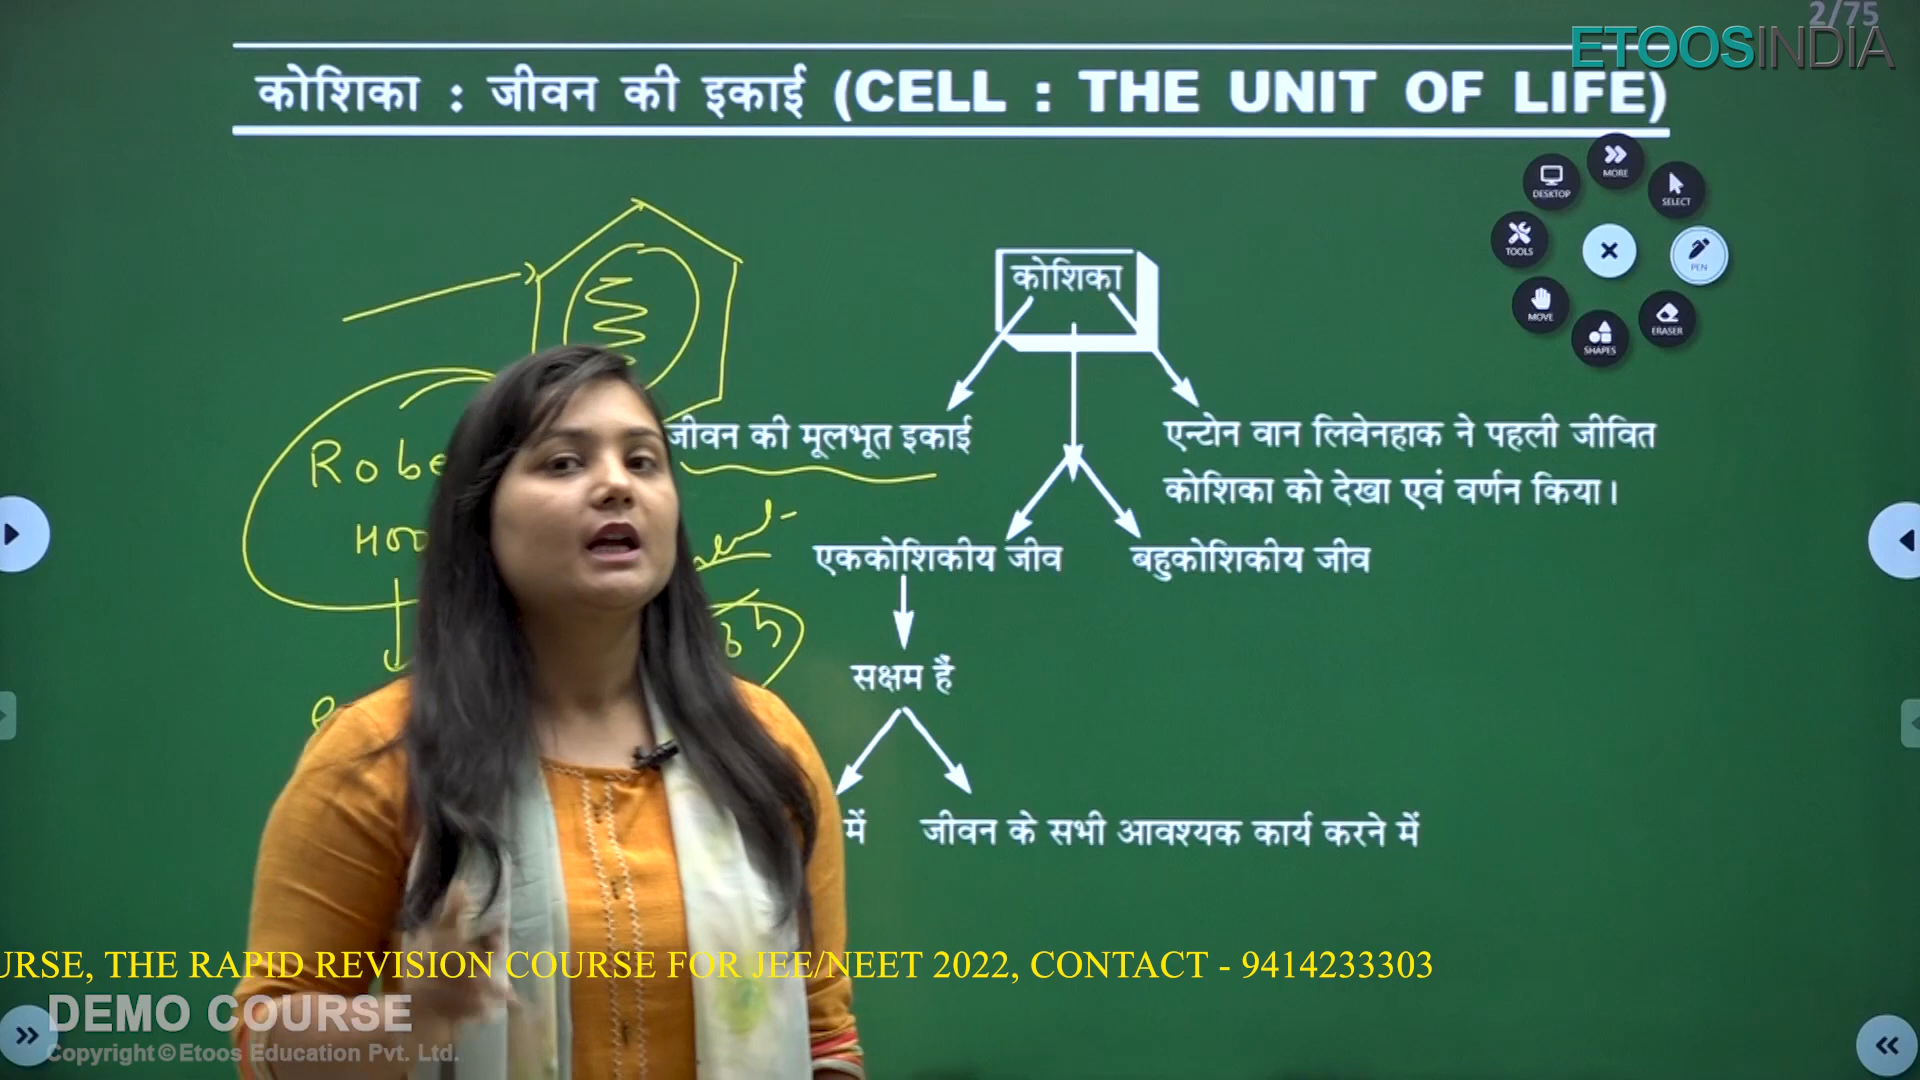 2/75
ETOOSINDIA
कोशिका : जीवन की इकाई (CELL : THE UNIT OF LIFE)
MORE
DESKTOP
SELECT
TOOLS
PEN
MOVE
ERASER
SHAPES
कोशिका
जीवन की मूलभूत इकाई
एन्टोन वान लिवेनहाक ने पहली जीवित
कोशिका को देखा एवं वर्णन किया।
Robe
Hoo
एककोशिकीय जीव
बहुकोशिकीय जीव
सक्षम हैं
में
जीवन के सभी आवश्यक कार्य करने में
URSE, THE RAPID REVISION COURSE FOR JEE/NEET 2022, CONTACT - 9414233303
DEMO COURSE
Copyright © Etoos Education Pvt. Ltd.